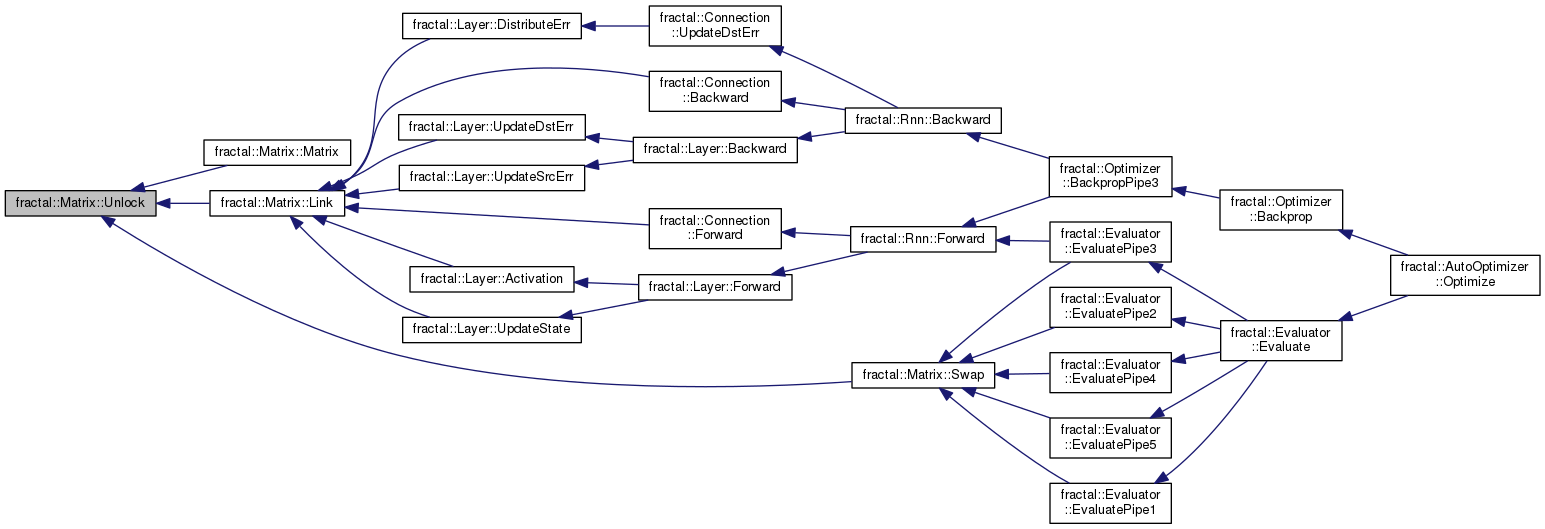 fractal::Matrix::Unlock
fractal::Matrix::Matrix
fractal::Matrix::Link
fractal::Layer::DistributeErr
fractal::Layer::UpdateDstErr
fractal::Layer::UpdateSrcErr
fractal::Layer::Activation
fractal::Layer::UpdateState
fractal::Connection
::UpdateDstErr
fractal::Connection
::Backward
fractal::Layer::Backward
fractal::Connection
::Forward
fractal::Layer::Forward
fractal::Rnn::Backward
fractal::Rnn::Forward
fractal::Matrix::Swap
fractal::Optimizer
::BackpropPipe3
fractal::Evaluator
::EvaluatePipe3
fractal::Evaluator
::EvaluatePipe2
fractal::Evaluator
::EvaluatePipe4
fractal::Evaluator
::EvaluatePipe5
fractal::Evaluator
::EvaluatePipe1
fractal::Optimizer
::Backprop
fractal::Evaluator
::Evaluate
fractal::AutoOptimizer
::Optimize